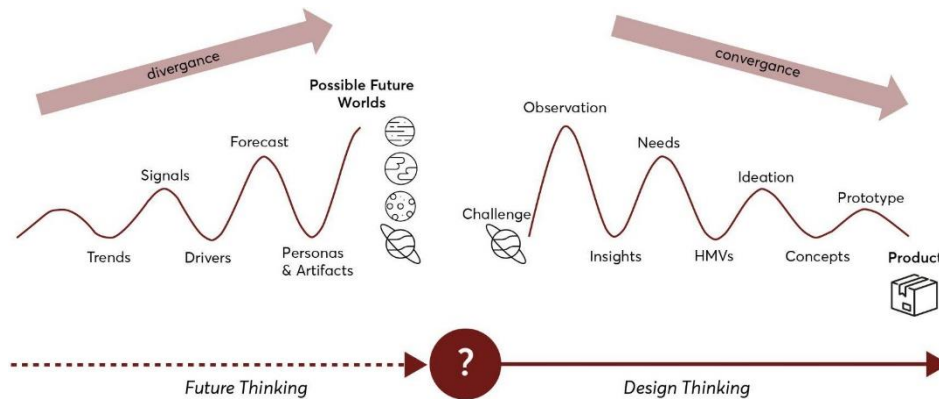 divergance
convergance
Possible Future
Worlds
Observation
Forecast
Needs
Signals
Ideation
Prototype
Challenge
Trends
Drivers
Personas
& Artifacts
Insights
HMVs
Concepts
Product
?
Future Thinking
Design Thinking